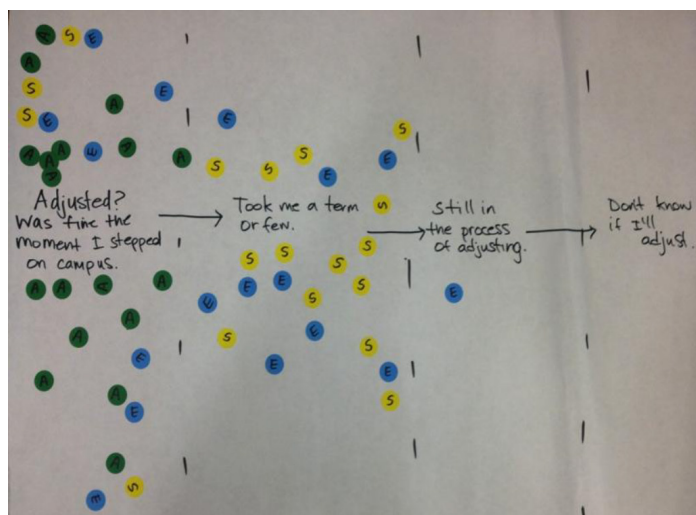 A S E
A
S E
A
S E E
S
A A A E A A S E
A S S E
Adjusted?
Was fine the
moment I stepped
on campus.
Took me a term
or few.
S
Still in
the process
of adjusting.
Don't know
if I'll
adjust.
S S S S
A A A A E E S E
E S
A E
A S S
E E E
A
A S
E
A
S
E